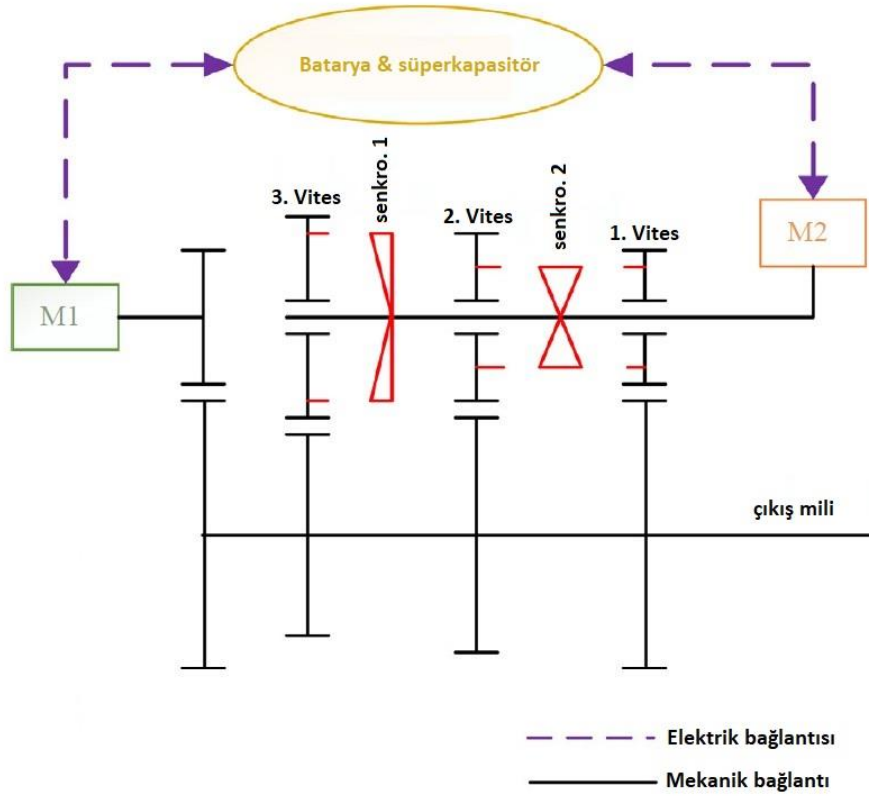 Batarya & süperkapasitör
senkro. 1
senkro. 2
3. Vites
2. Vites
1. Vites
M2
M1
çıkış mili
Elektrik bağlantısı
Mekanik bağlantı